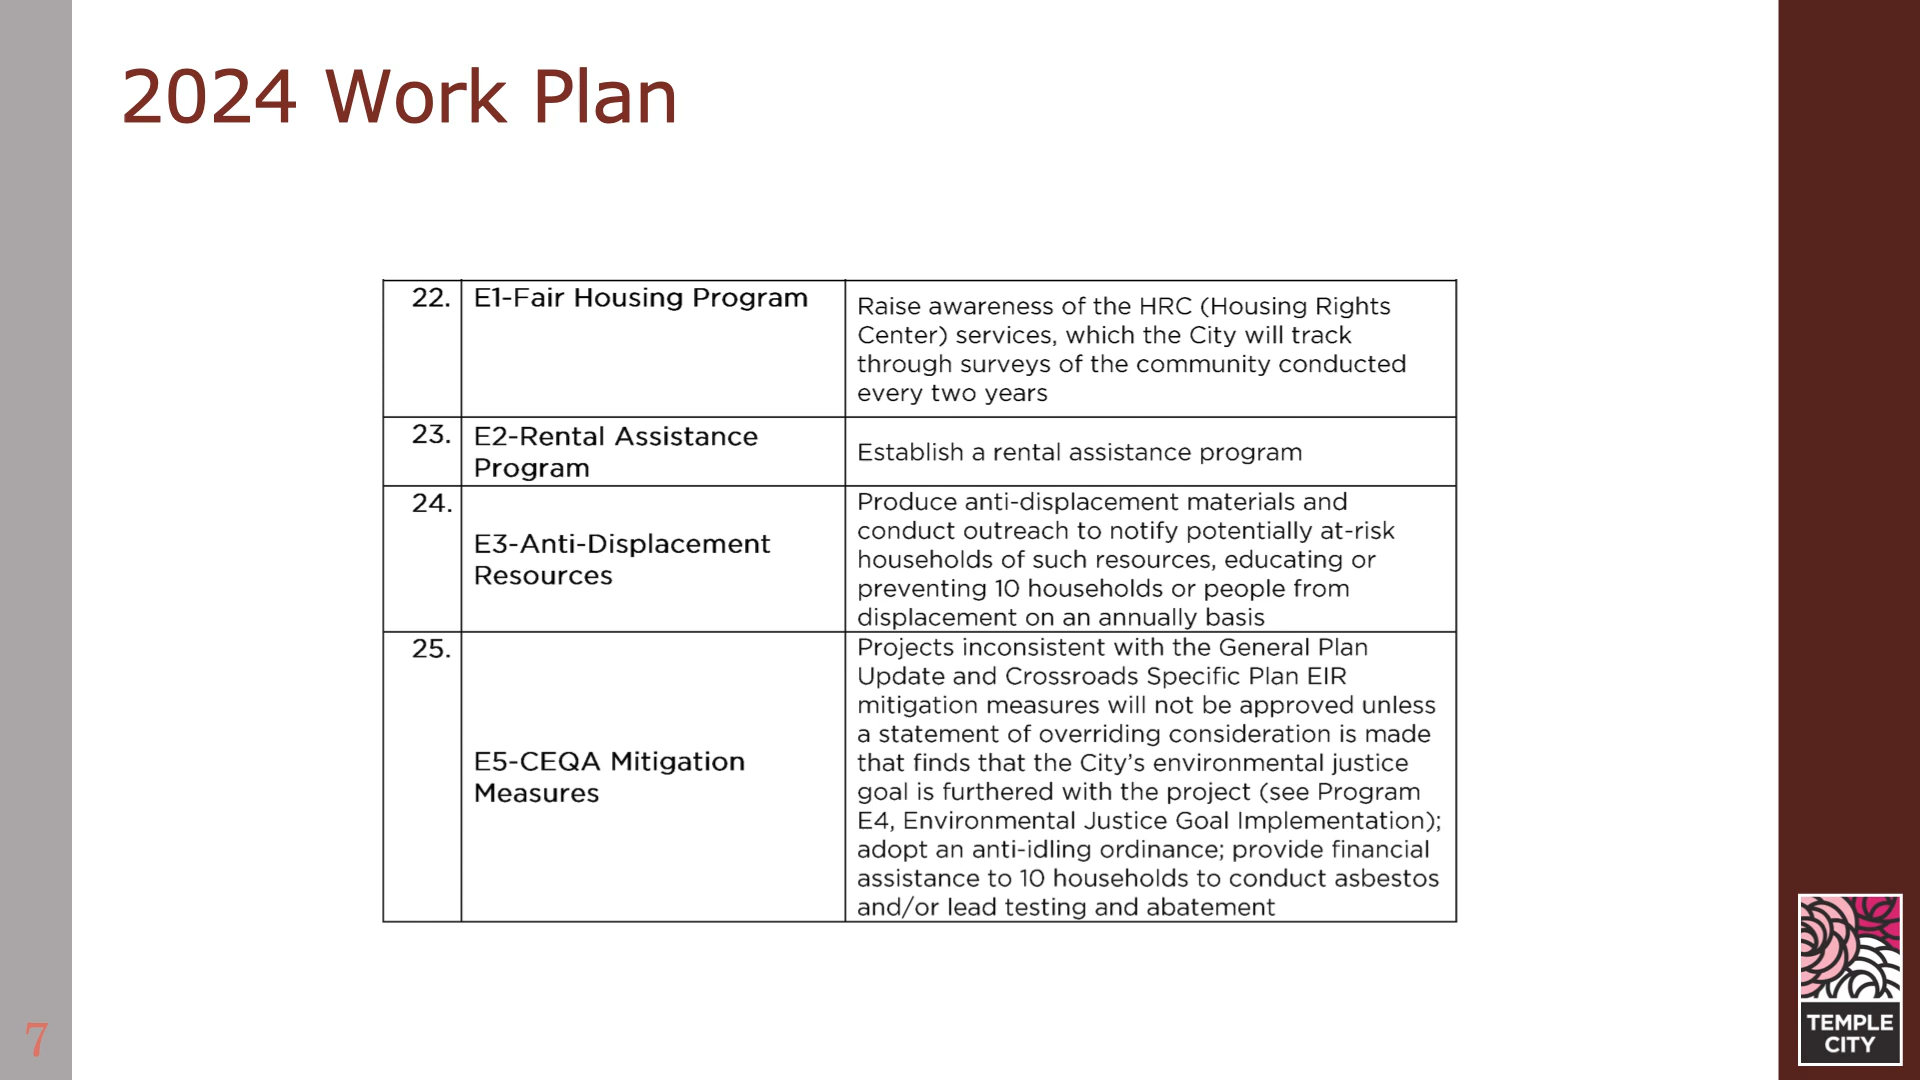 2024 Work Plan
22.
E1-Fair Housing Program
Raise awareness of the HRC (Housing Rights
Center) services, which the City will track
through surveys of the community conducted
every two years
23.
E2-Rental Assistance
Program
Establish a rental assistance program
24.
E3-Anti-Displacement
Resources
Produce anti-displacement materials and
conduct outreach to notify potentially at-risk
households of such resources, educating or
preventing 10 households or people from
displacement on an annually basis
25.
E5-CEQA Mitigation
Measures
Projects inconsistent with the General Plan
Update and Crossroads Specific Plan EIR
mitigation measures will not be approved unless
a statement of overriding consideration is made
that finds that the City’s environmental justice
goal is furthered with the project (see Program
E4, Environmental Justice Goal Implementation);
adopt an anti-idling ordinance; provide financial
assistance to 10 households to conduct asbestos
and/or lead testing and abatement
7
TEMPLE
CITY